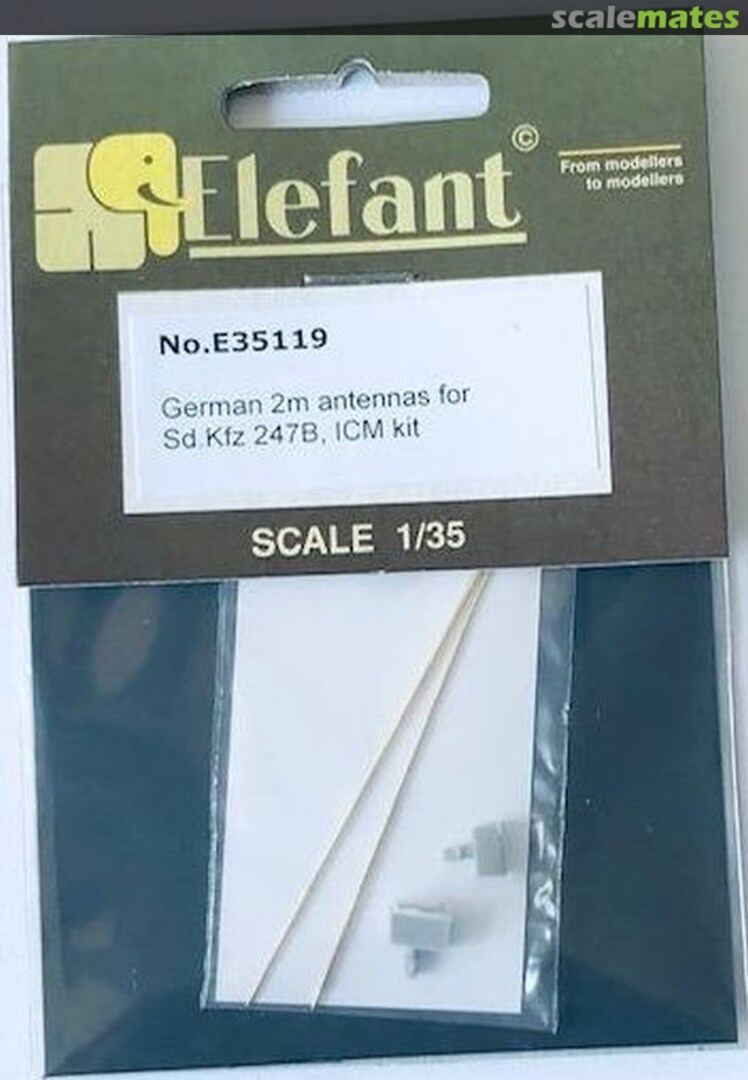 scalemates
Elefant ©
From modellers
to modellers
No.E35119
German 2m antennas for
Sd.Kfz 247B, ICM kit
SCALE 1/35